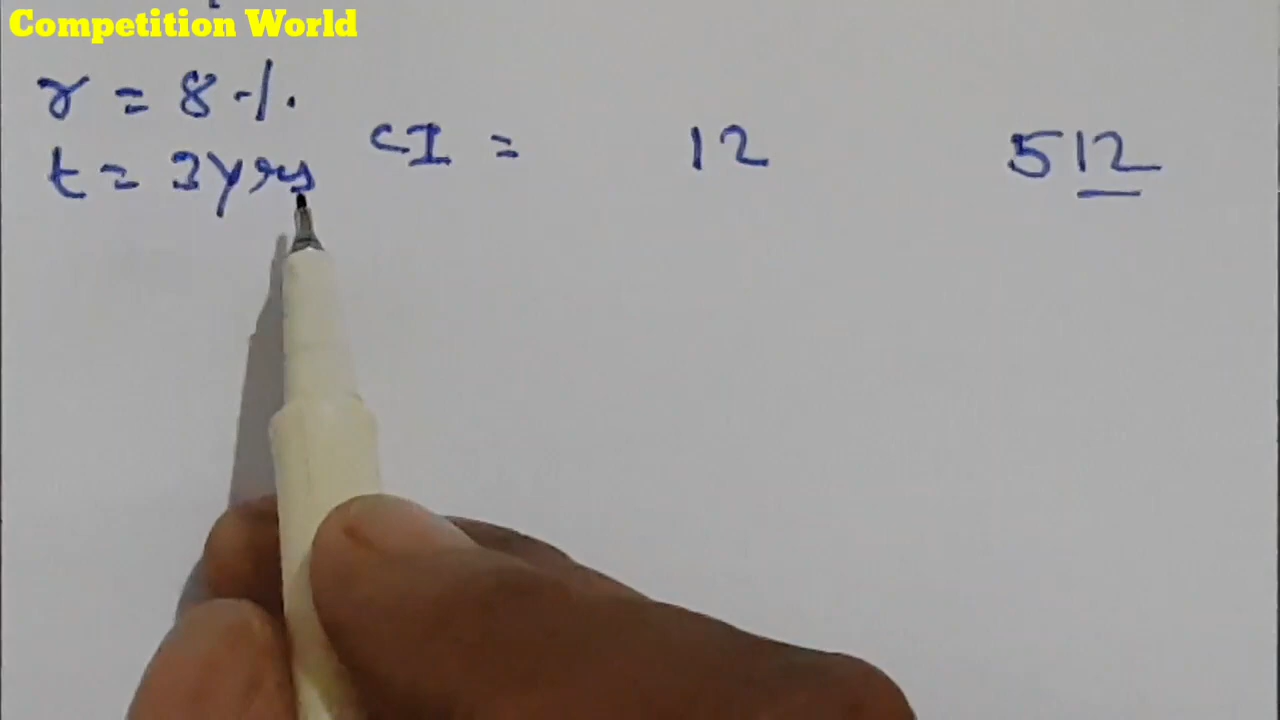 Competition World
r = 8 %.
t = 3yrs
CI = 12 512